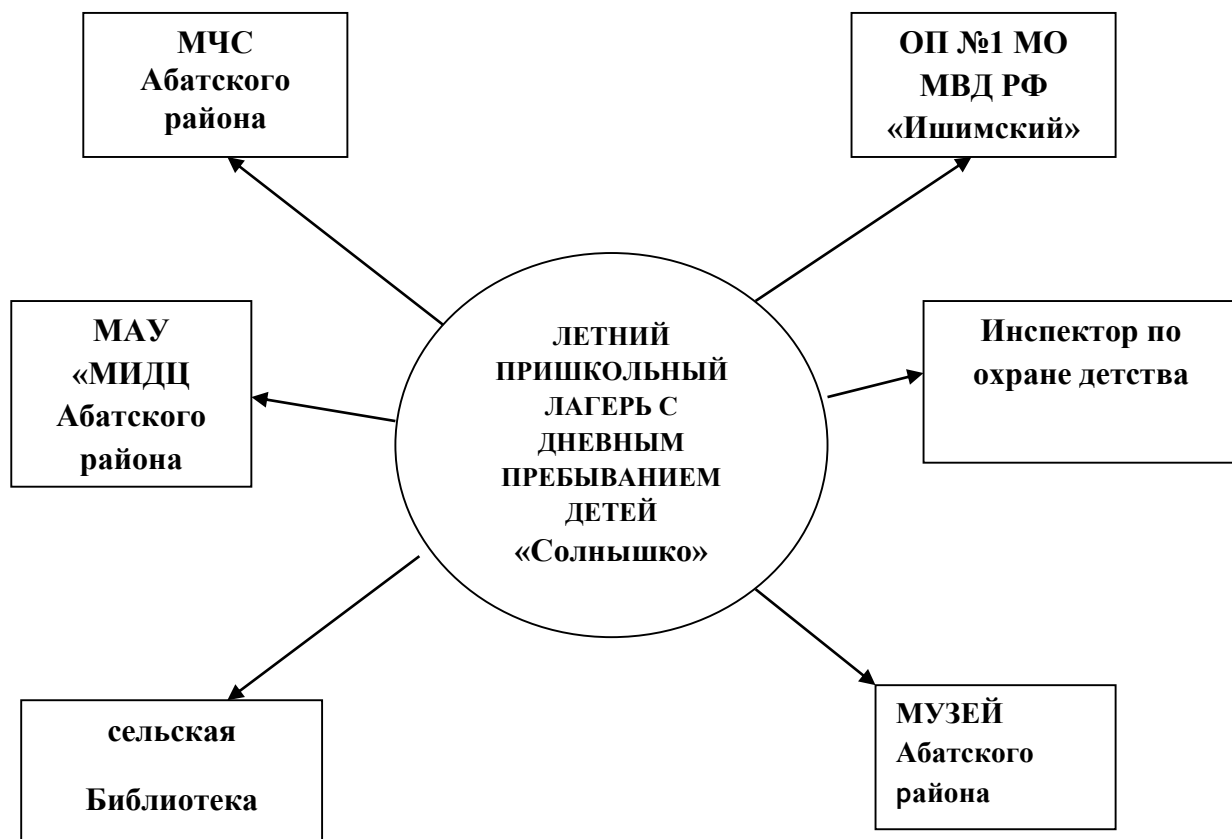 МЧС
Абатского
района
ОП №1 МО
МВД РФ
«Ишимский»
МАУ
«МИДЦ
Абатского
района
ЛЕТНИЙ
ПРИШКОЛЬНЫЙ
ЛАГЕРЬ С
ДНЕВНЫМ
ПРЕБЫВАНИЕМ
ДЕТЕЙ
«Солнышко»
Инспектор по
охране детства
сельская
Библиотека
МУЗЕЙ
Абатского
района